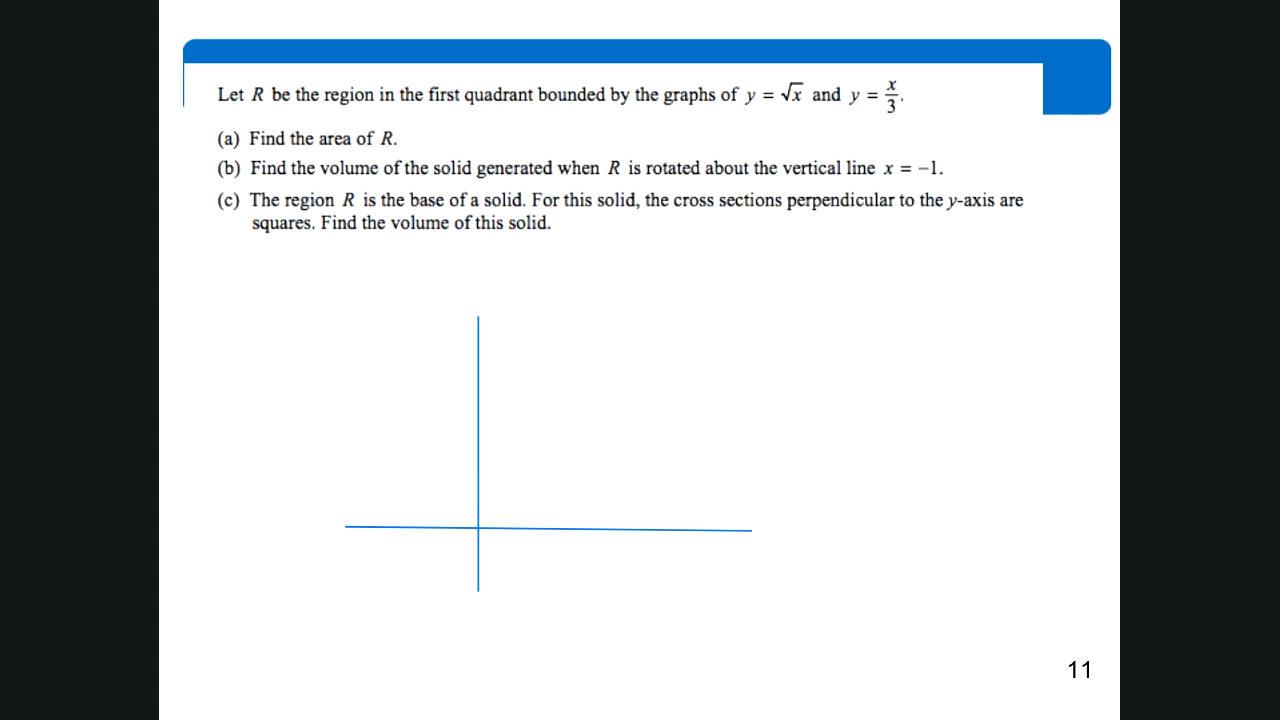 Let R be the region in the first quadrant bounded by the graphs of y = √x and y = x/3.
(a) Find the area of R.
(b) Find the volume of the solid generated when R is rotated about the vertical line x = −1.
(c) The region R is the base of a solid. For this solid, the cross sections perpendicular to the y-axis are
squares. Find the volume of this solid.
11